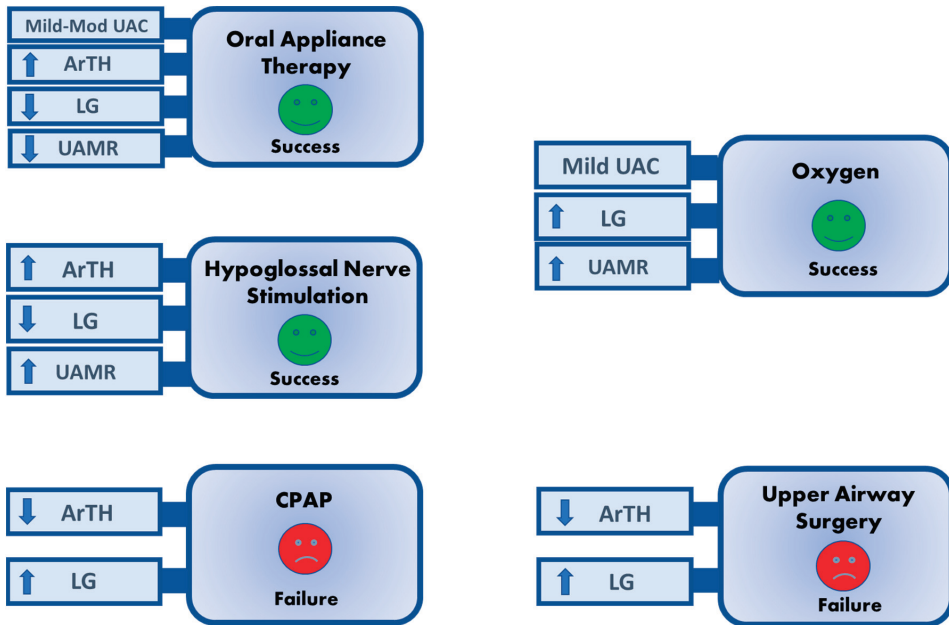 Mild-Mod UAC
ArTH
LG
UAMR
Oral Appliance
Therapy
Success
Mild UAC
LG
UAMR
Oxygen
Success
ArTH
LG
UAMR
Hypoglossal Nerve
Stimulation
Success
ArTH
LG
CPAP
Failure
ArTH
LG
Upper Airway
Surgery
Failure